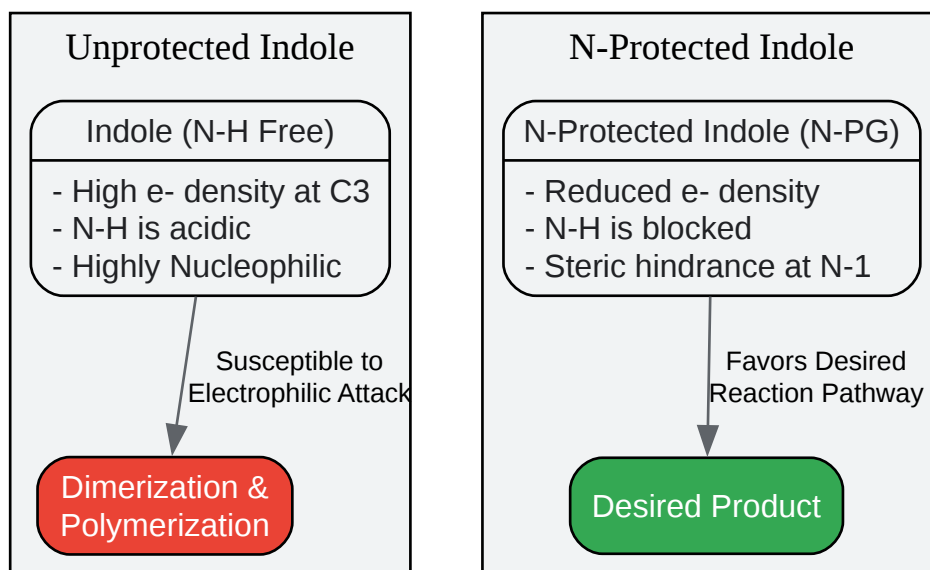 Unprotected Indole
Indole (N-H Free)
- High e- density at C3
- N-H is acidic
- Highly Nucleophilic
Susceptible to
Electrophilic Attack
Dimerization &
Polymerization
N-Protected Indole
N-Protected Indole (N-PG)
- Reduced e- density
- N-H is blocked
- Steric hindrance at N-1
Favors Desired
Reaction Pathway
Desired Product